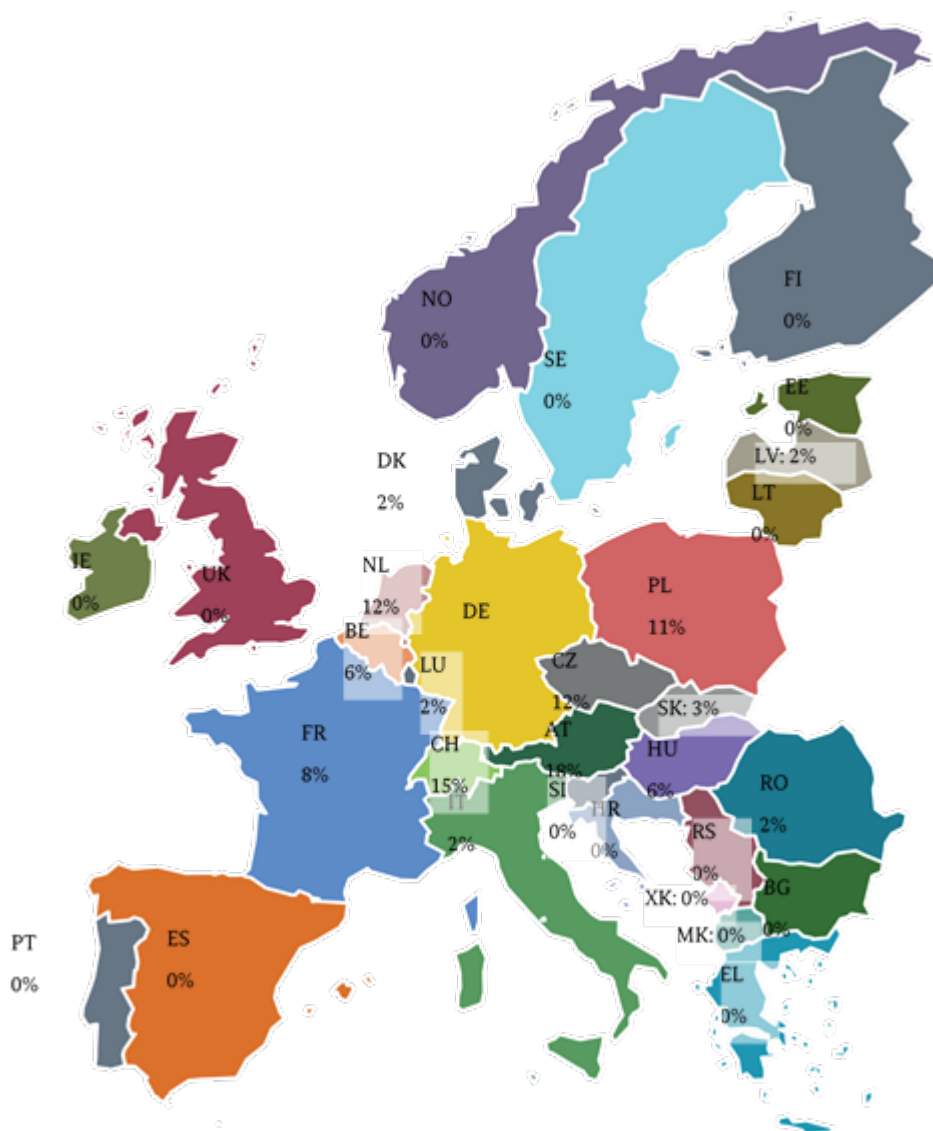 FI
0%
NO
0%
SE
0%
EE
0%
LV: 2%
LT
0%
DK
2%
IE
0%
UK
0%
NL
12%
DE
PL
11%
BE
6%
LU
2%
CZ
12%
SK: 3%
FR
8%
CH
15%
AT
18%
HU
6%
IT
2%
SI
0%
HR
0%
RO
2%
RS
0%
BG
0%
XK: 0%
MK: 0%
EL
0%
PT
0%
ES
0%